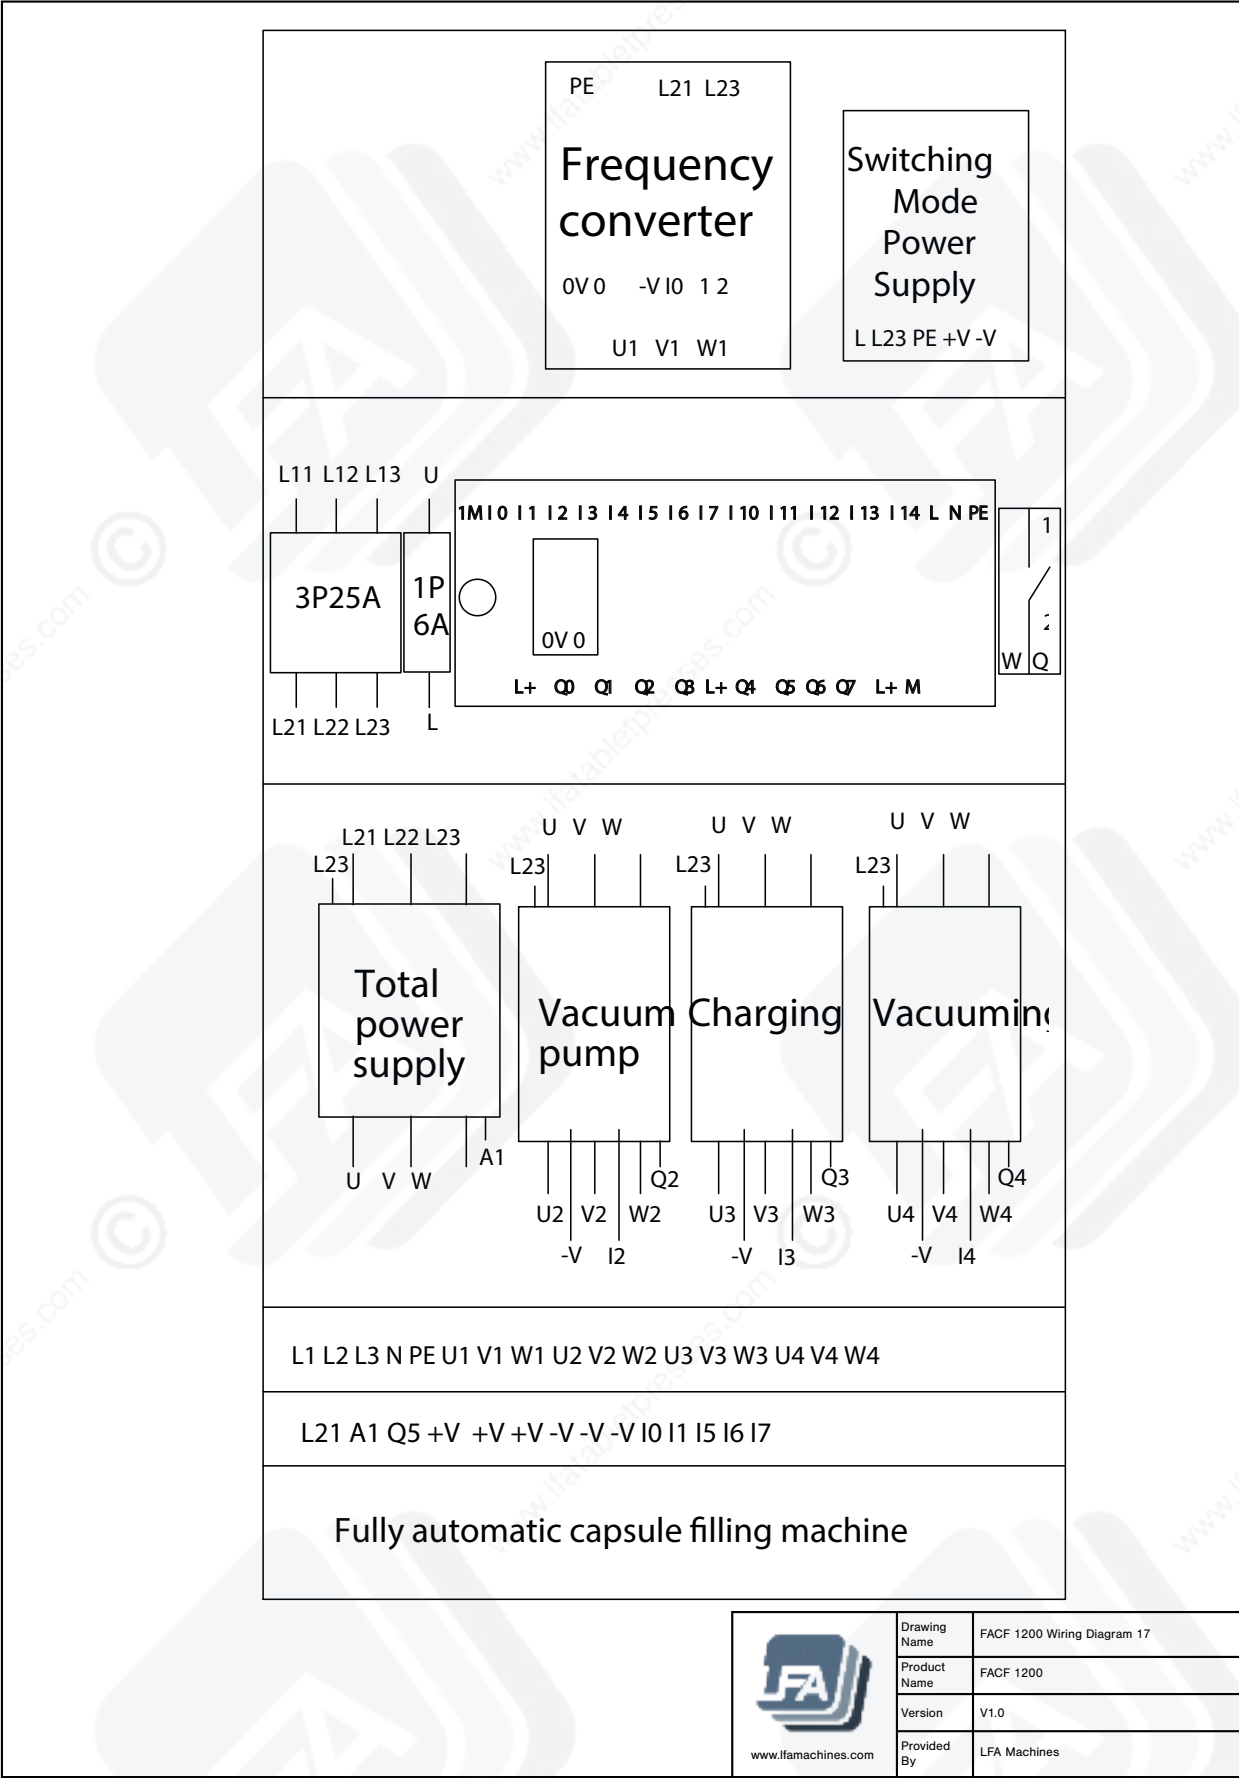 PE L21 L23
Frequency
converter
0V 0 -V I0 1 2
U1 V1 W1
Switching
Mode
Power
Supply
L L23 PE +V -V
L11 L12 L13 U
1M I 0 I 1 I 2 I 3 I 4 I 5 I 6 I 7 I 10 I 11 I 12 I 13 I 14 L N PE
3P25A
1P
6A
0V 0
L+ Q0 Q1 Q2 Q3 L+ Q4 Q5 Q6 Q7 L+ M
1
2
W Q
L21 L22 L23 L
L21 L22 L23
L23
Total
power
supply
U V W
A1
U V W
L23
Vacuum
pump
Q2
U2 V2 W2
-V I2
U V W
L23
Charging
Q3
U3 V3 W3
-V I3
U V W
L23
Vacuuming
Q4
U4 V4 W4
-V I4
L1 L2 L3 N PE U1 V1 W1 U2 V2 W2 U3 V3 W3 U4 V4 W4
L21 A1 Q5 +V +V +V -V -V -V I0 I1 I5 I6 I7
Fully automatic capsule filling machine
LFA
www.lfamachines.com
Drawing Name FACF 1200 Wiring Diagram 17
Product Name FACF 1200
Version V1.0
Provided By LFA Machines
www.lfatabletpresses.com